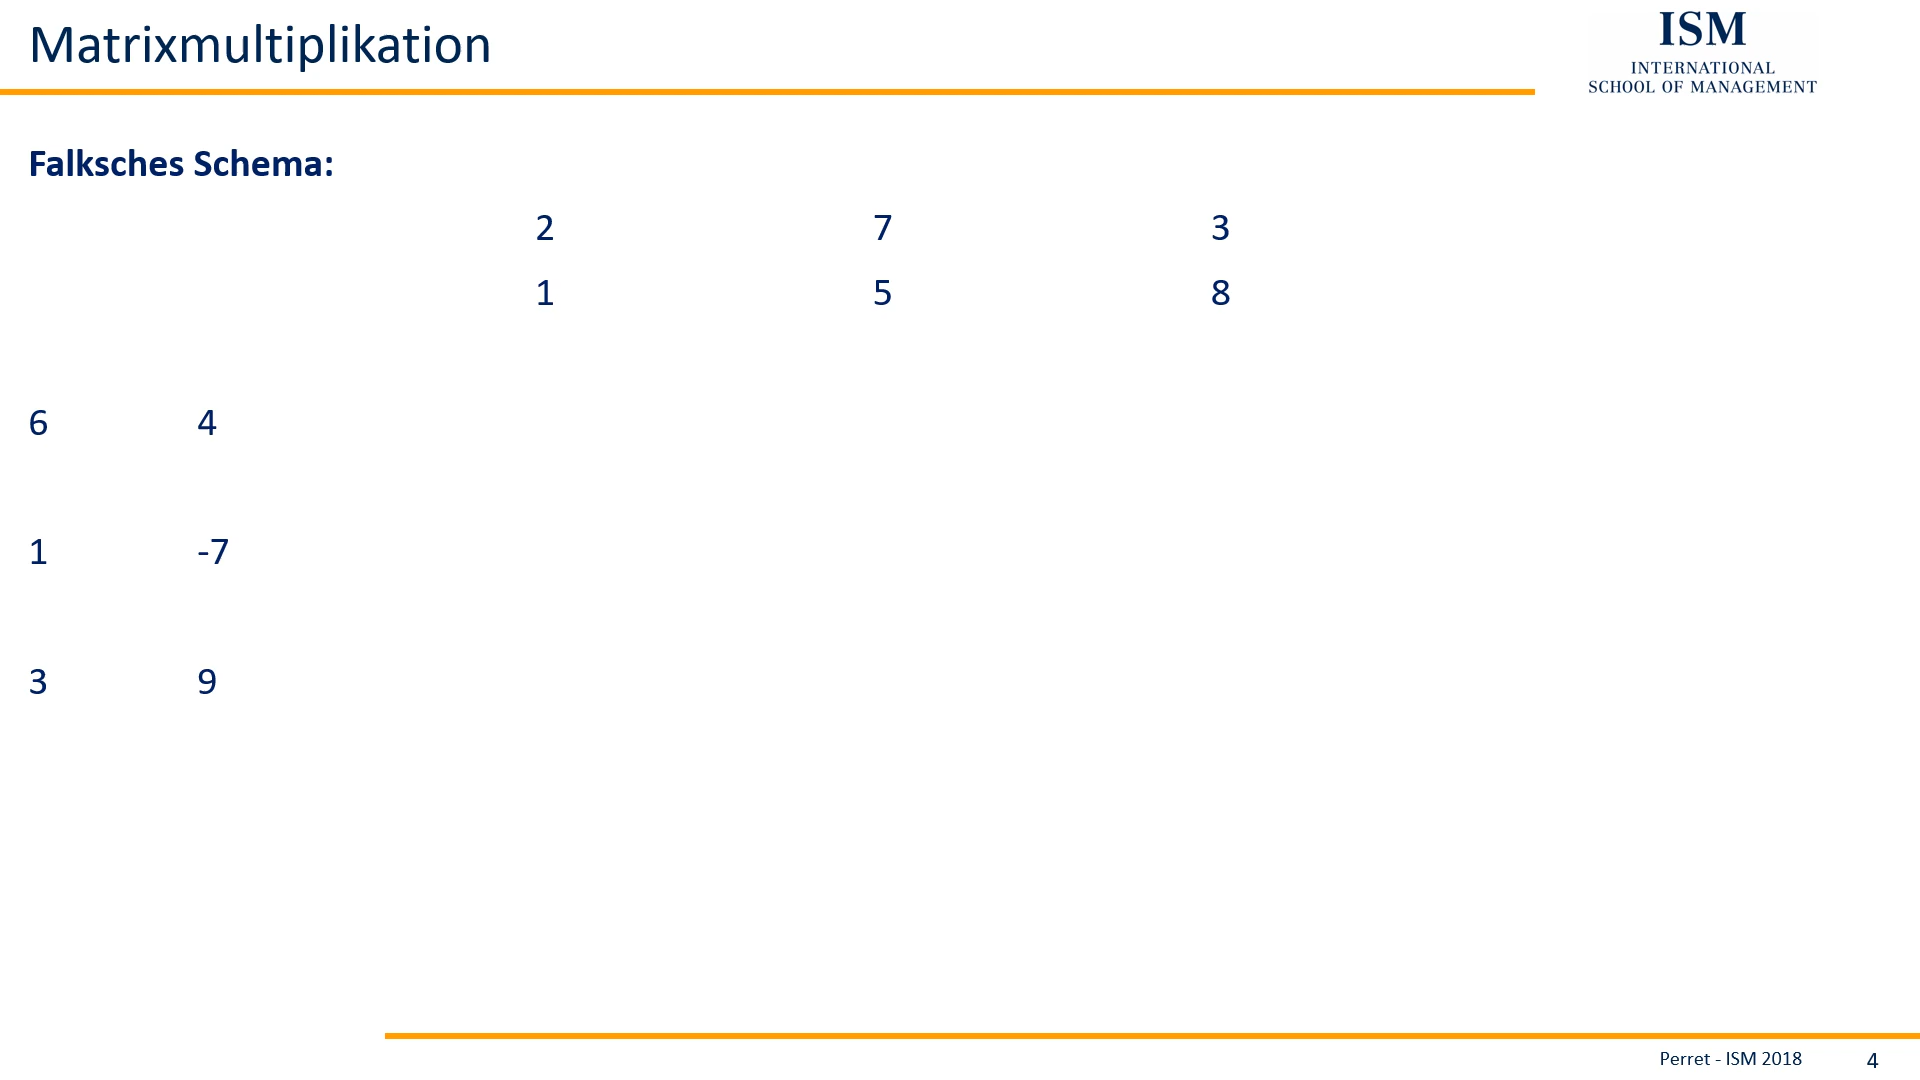 Matrixmultiplikation
ISM
INTERNATIONAL
SCHOOL OF MANAGEMENT
Falksches Schema:
2 7 3
1 5 8
6 4
1 -7
3 9
Perret - ISM 2018 4